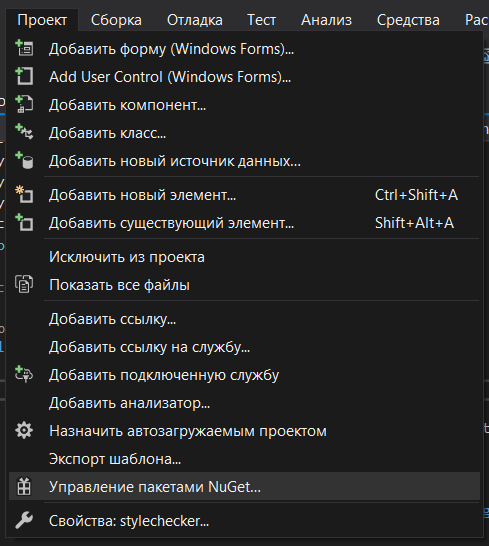 Проект Сборка Отладка Тест Анализ Средства Рас
Добавить форму (Windows Forms)...
Add User Control (Windows Forms)...
Добавить компонент...
Добавить класс...
Добавить новый источник данных...
Добавить новый элемент... Ctrl+Shift+A
Добавить существующий элемент... Shift+Alt+A
Исключить из проекта
Показать все файлы
Добавить ссылку...
Добавить ссылку на службу...
Добавить подключенную службу
Добавить анализатор...
Назначить автозагружаемым проектом
Экспорт шаблона...
Управление пакетами NuGet...
Свойства: stylechecker...